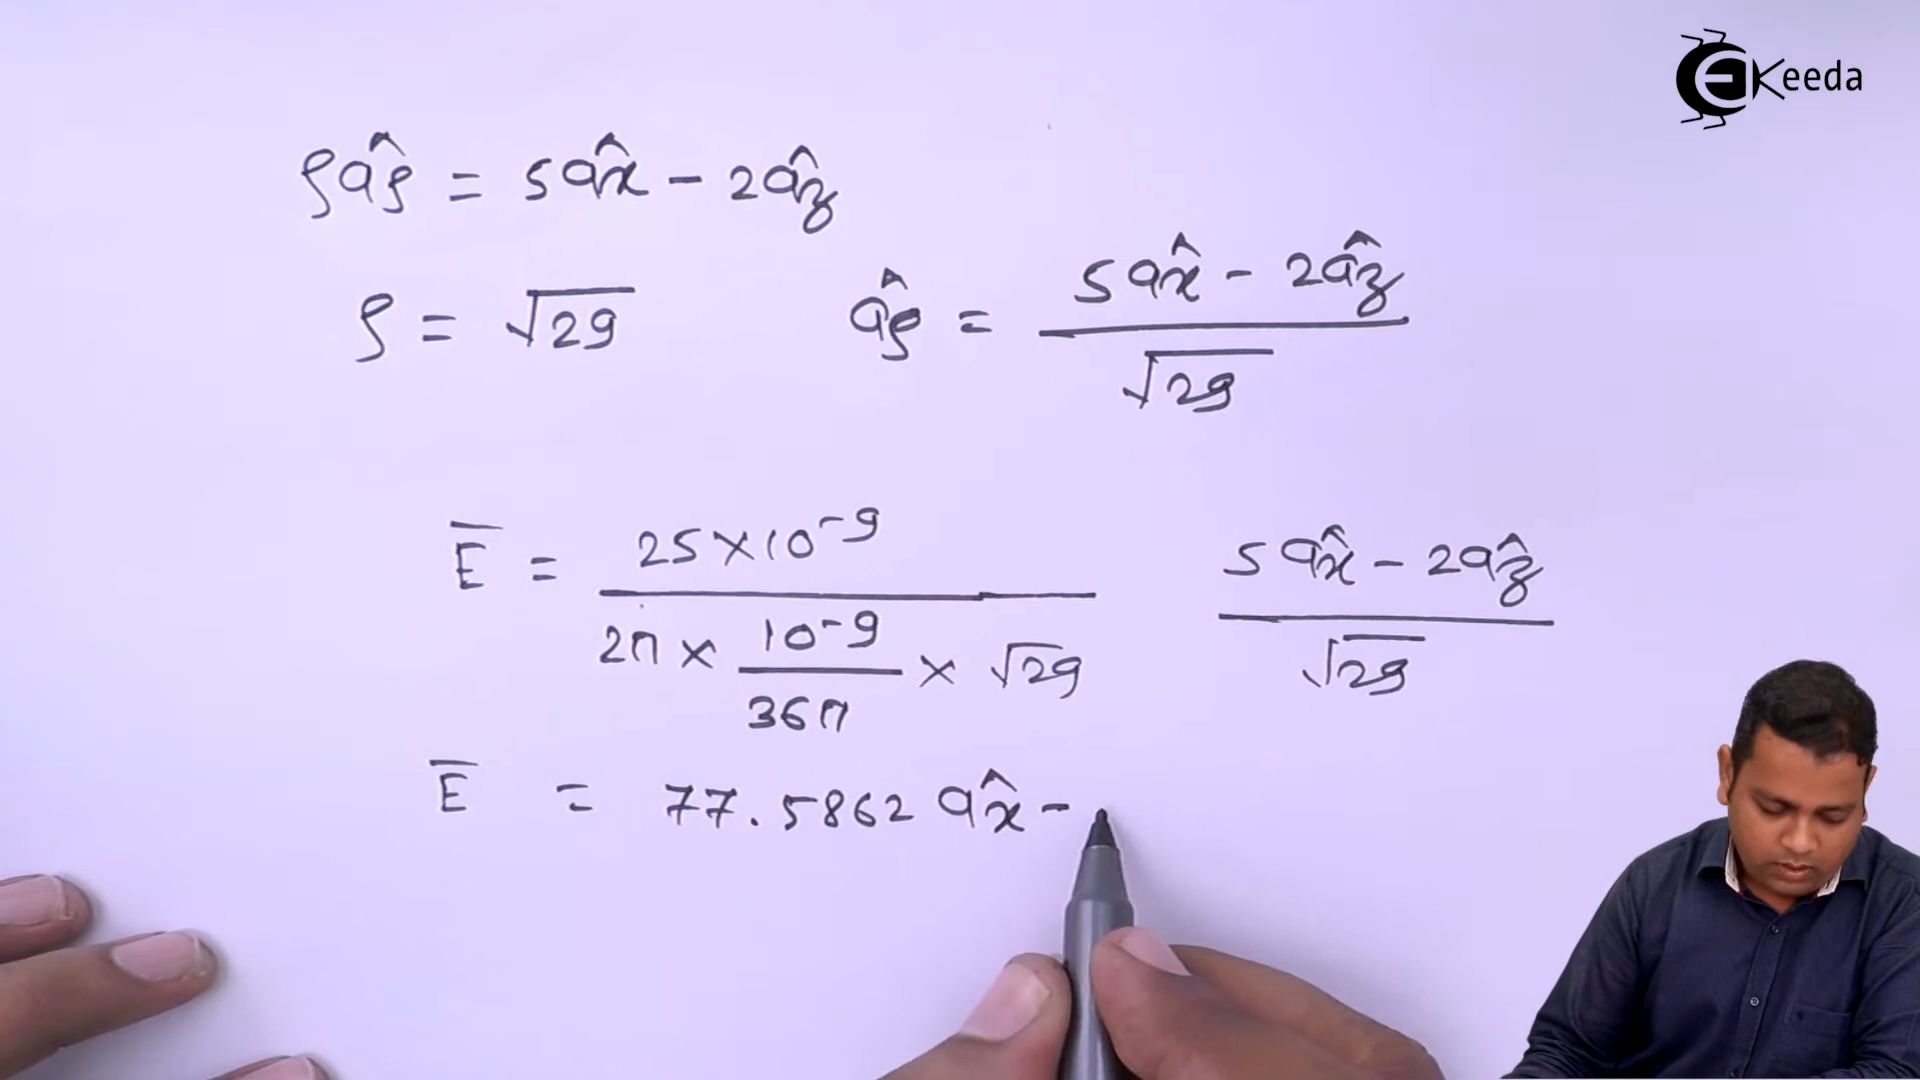 Keeda
ρâρ = 5âx - 2âz
ρ = √29
âρ = (5âx - 2âz) / √29
E̅ = (25×10⁻⁹) / (2π × (10⁻⁹ / 36π) × √29) (5âx - 2âz) / √29
E̅ = 77.5862 âx -